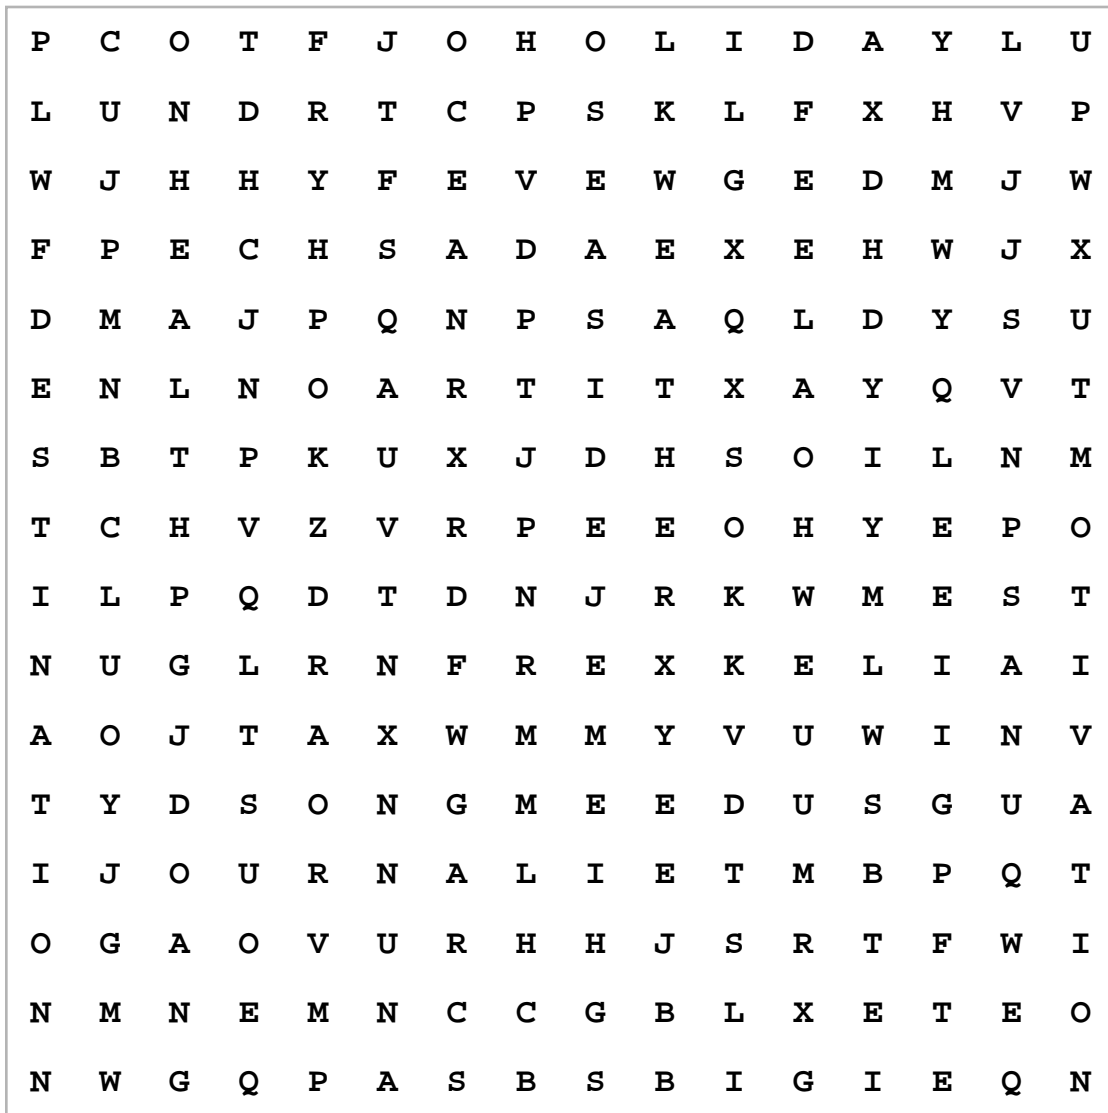 P C O T F J O H O L I D A Y L U
L U N D R T C P S K L F X H V P
W J H H Y F E V E W G E D M J W
F P E C H S A D A E X E H W J X
D M A J P Q N P S A Q L D Y S U
E N L N O A R T I T X A Y Q V T
S B T P K U X J D H S O I L N M
T C H V Z V R P E E O H Y E P O
I L P Q D T D N J R K W M E S T
N U G L R N F R E X K E L I A I
A O J T A X W M M Y V U W I N V
T Y D S O N G M E E D U S G U A
I J O U R N A L I E T M B P Q T
O G A O V U R H H J S R T F W I
N M N E M N C C G B L X E T E O
N W G Q P A S B S B I G I E Q N